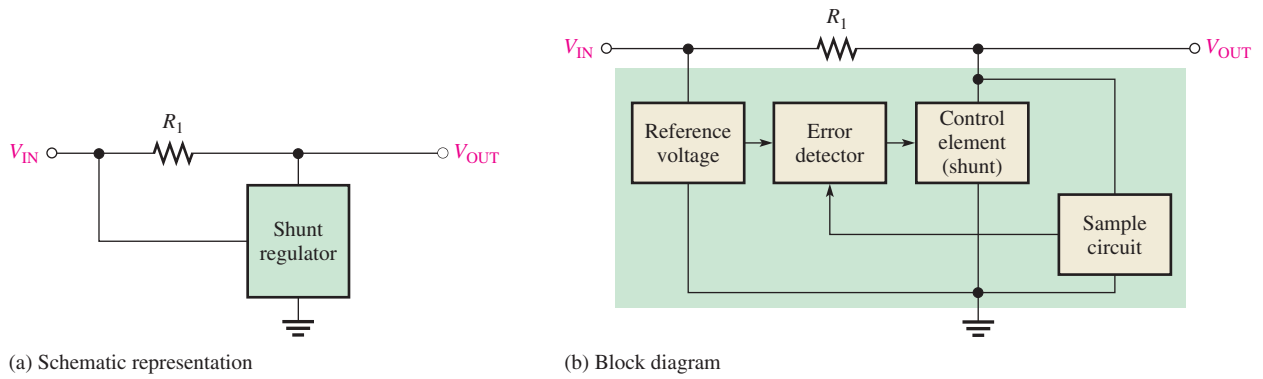 R1
VIN
VOUT
Shunt
regulator
(a) Schematic representation
R1
VIN
VOUT
Reference
voltage
Error
detector
Control
element
(shunt)
Sample
circuit
(b) Block diagram